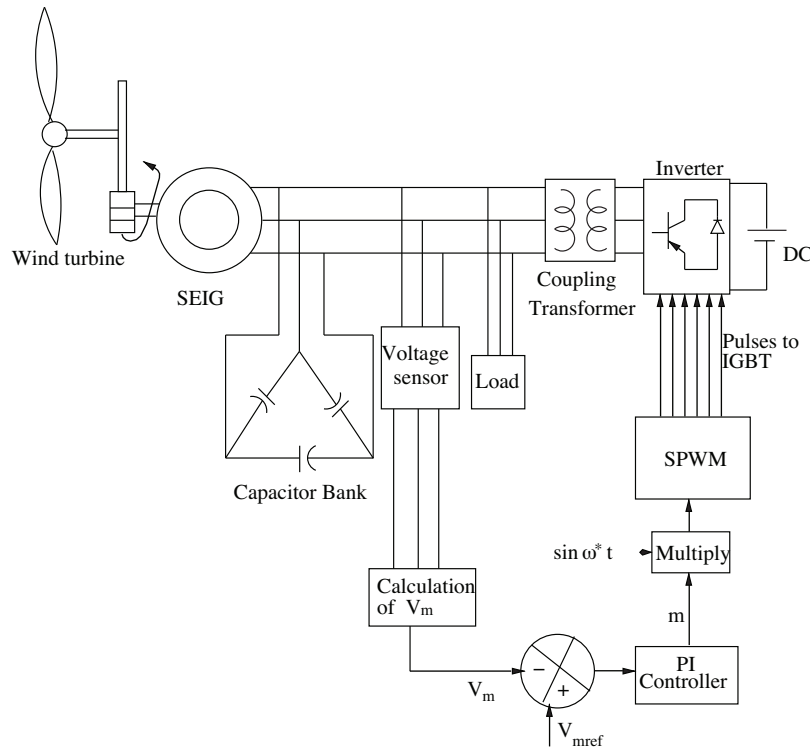 Inverter
Wind turbine
SEIG
Coupling
Transformer
DC
Pulses to
IGBT
Voltage
sensor
Load
SPWM
Capacitor Bank
sin ω* t
Multiply
Calculation
of Vm
m
PI
Controller
−
+
Vm
Vmref